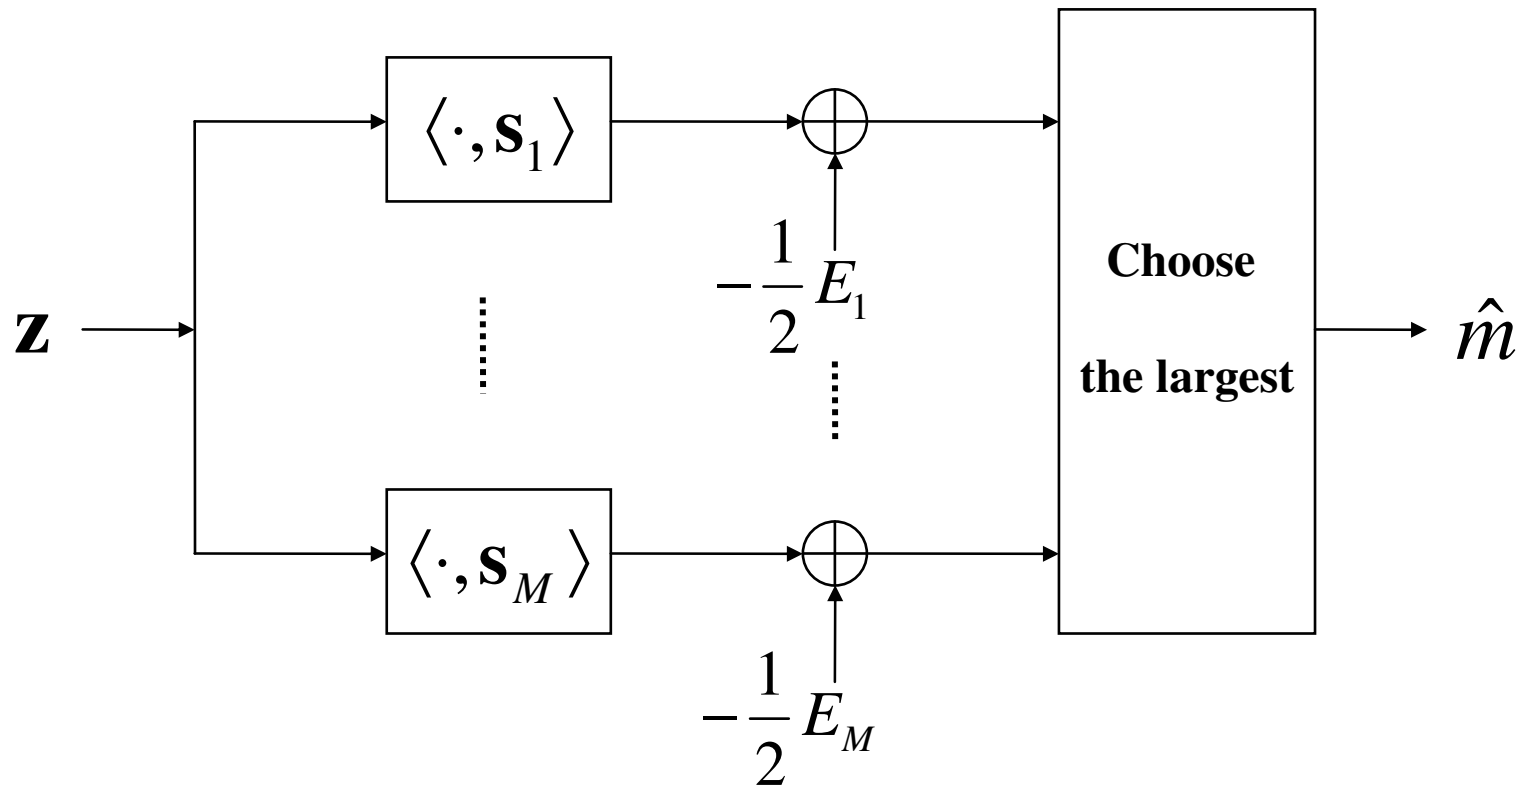 z
⟨·, s₁⟩
−1/2 E₁
⟨·, s_M⟩
−1/2 E_M
Choose
the largest
m̂